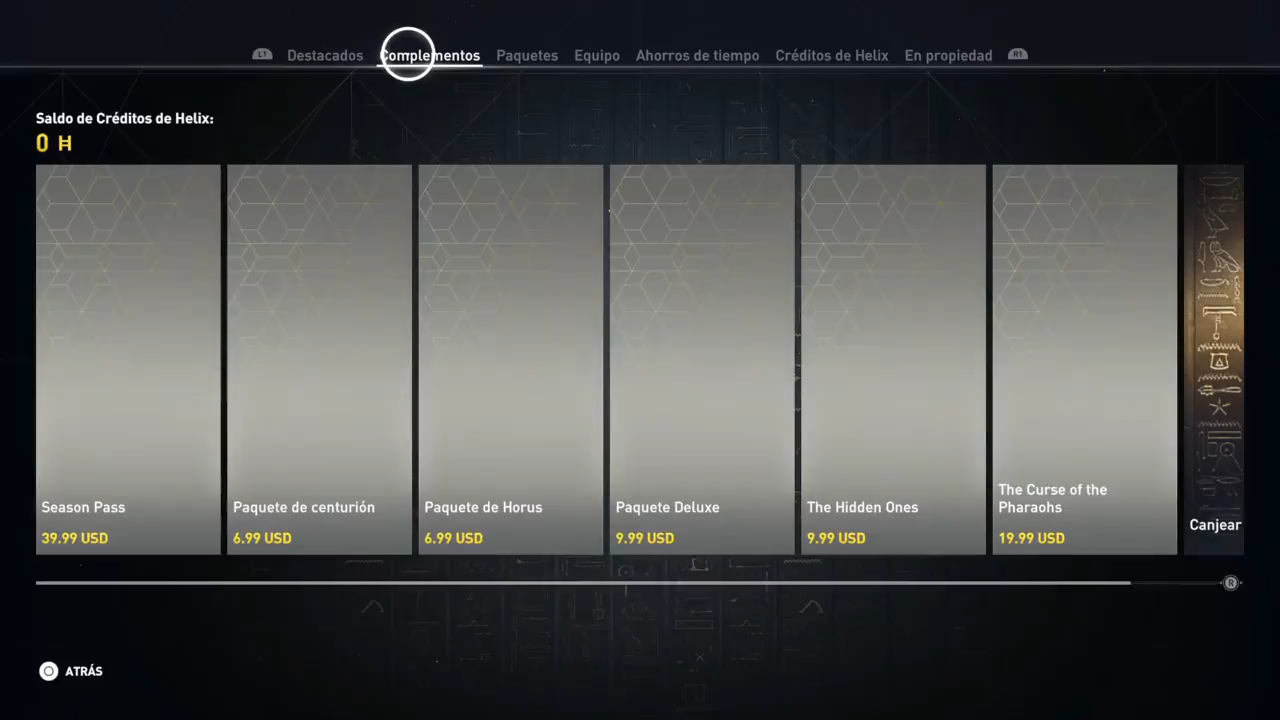 L1 Destacados Complementos Paquetes Equipo Ahorros de tiempo Créditos de Helix En propiedad R1
Saldo de Créditos de Helix:
0 H
Season Pass
39.99 USD
Paquete de centurión
6.99 USD
Paquete de Horus
6.99 USD
Paquete Deluxe
9.99 USD
The Hidden Ones
9.99 USD
The Curse of the
Pharaohs
19.99 USD
Canjear
R
ATRÁS